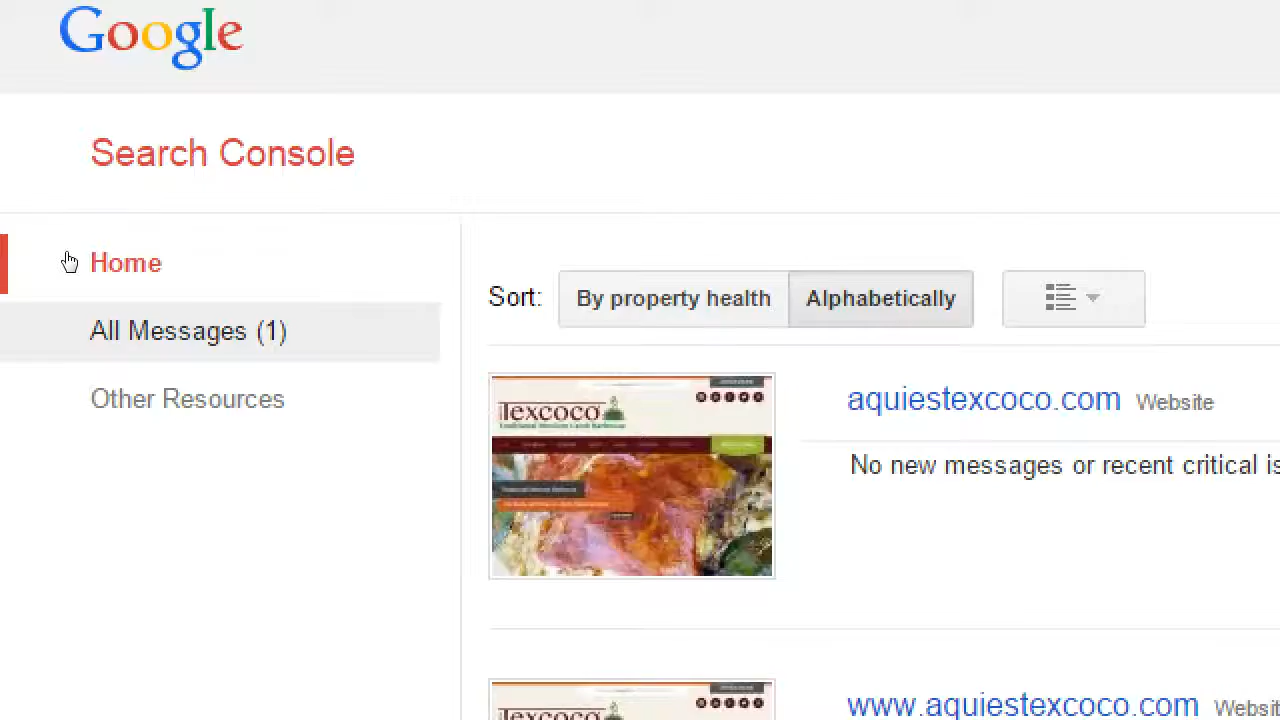 Google
Search Console
Home
All Messages (1)
Other Resources
Sort: By property health Alphabetically
aquiestexcoco.com Website
No new messages or recent critical is
Texcoco
www.aquiestexcoco.com Websit
Texcoco